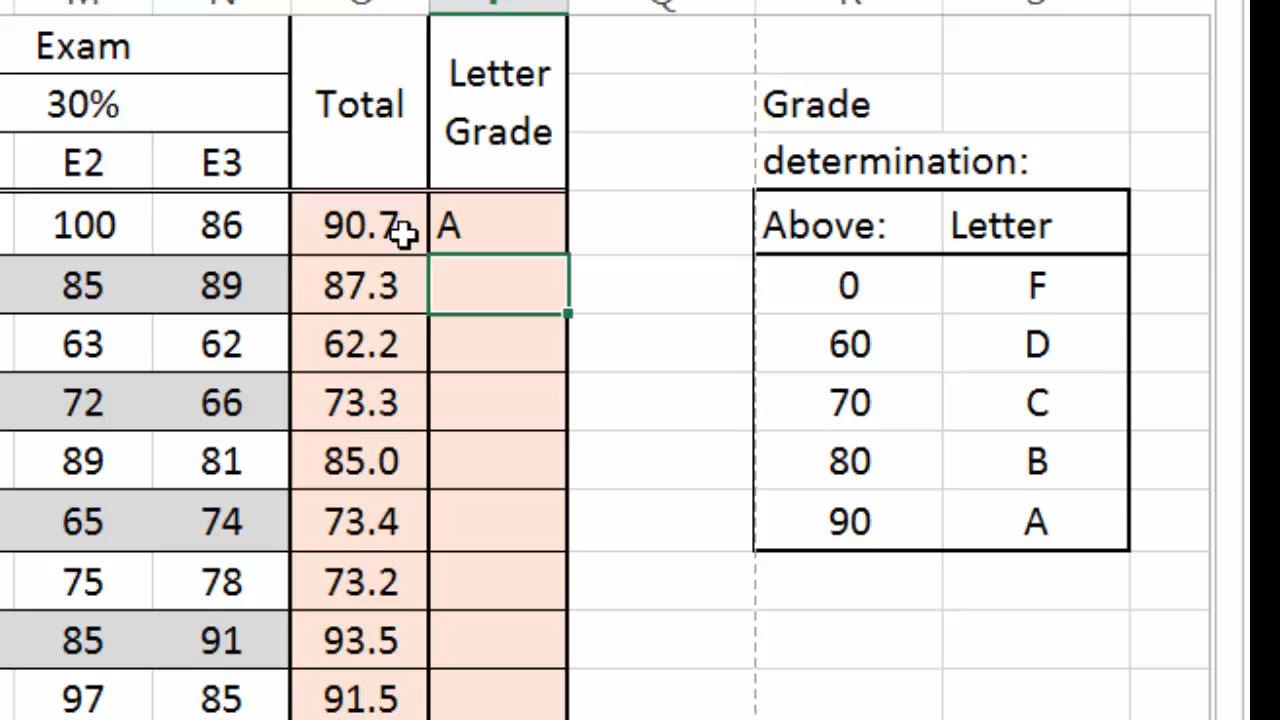 Exam
Total
Letter
Grade
30%
Grade
E2 E3
determination:
100 86 90.7 A Above: Letter
85 89 87.3 0 F
63 62 62.2 60 D
72 66 73.3 70 C
89 81 85.0 80 B
65 74 73.4 90 A
75 78 73.2
85 91 93.5
97 85 91.5